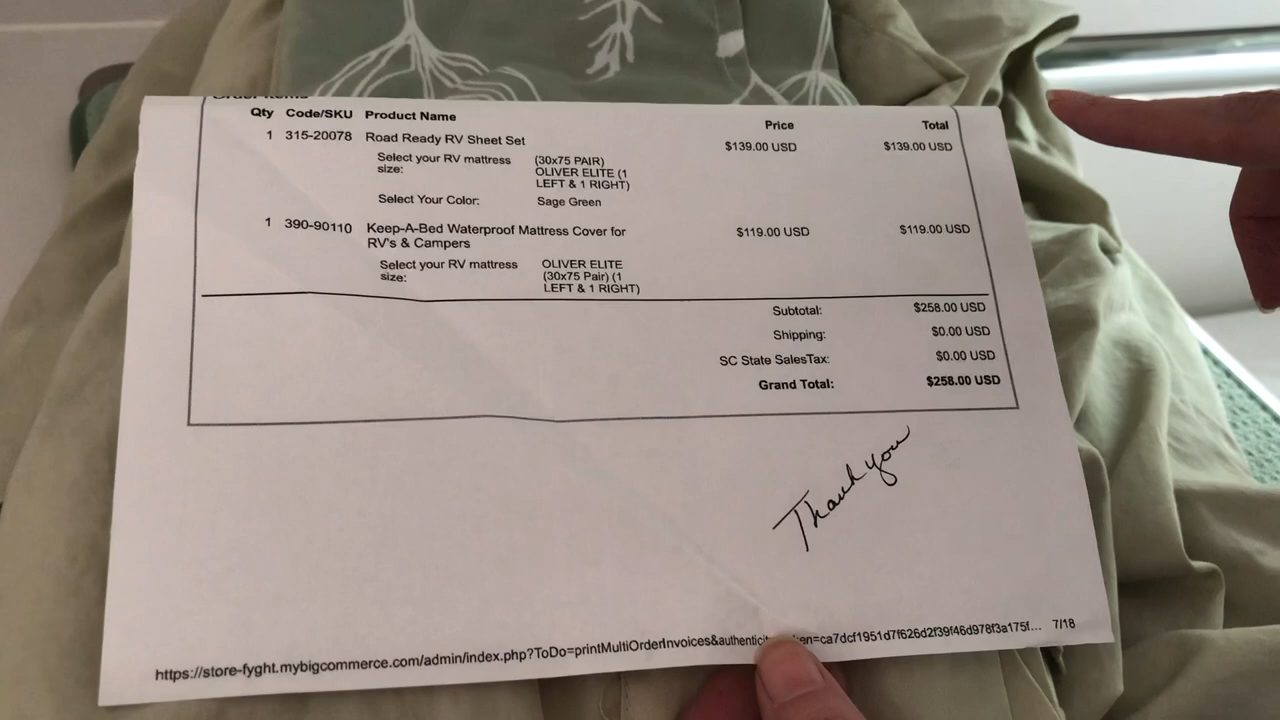 Order Items
Qty Code/SKU Product Name Price Total
1 315-20078 Road Ready RV Sheet Set $139.00 USD $139.00 USD
Select your RV mattress size: (30x75 PAIR)
OLIVER ELITE (1
LEFT & 1 RIGHT)
Select Your Color: Sage Green
1 390-90110 Keep-A-Bed Waterproof Mattress Cover for $119.00 USD $119.00 USD
RV's & Campers
Select your RV mattress size: OLIVER ELITE
(30x75 Pair) (1
LEFT & 1 RIGHT)
Subtotal: $258.00 USD
Shipping: $0.00 USD
SC State SalesTax: $0.00 USD
Grand Total: $258.00 USD
Thank you
https://store-fyght.mybigcommerce.com/admin/index.php?ToDo=printMultiOrderInvoices&authenticit en=ca7dcf1951d7f626d2f39f46d978f3a175f... 7/18